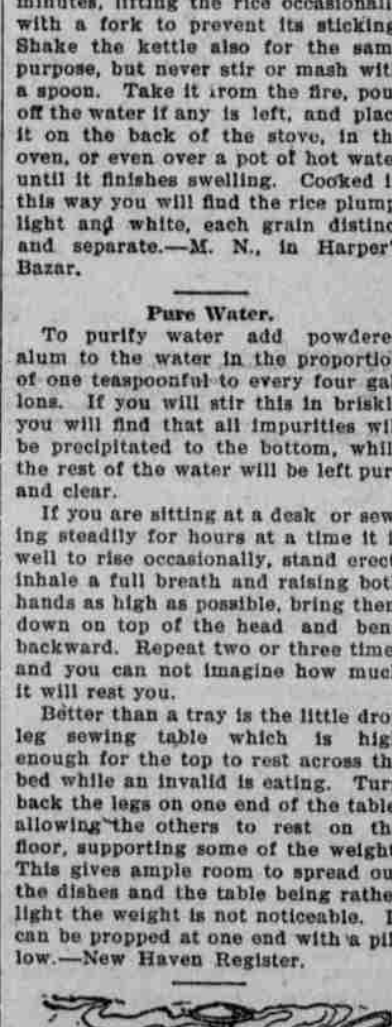 minutes, lifting the rice occasionall
with a fork to prevent its sticking
Shake the kettle also for the sam
purpose, but never stir or mash wit
a spoon. Take it from the fire, pou
off the water if any is left, and plac
it on the back of the stove, in th
oven, or even over a pot of hot wate
until it finishes swelling. Cooked i
this way you will find the rice plump
light and white, each grain distinc
and separate.—M. N., in Harper'
Bazar.
Pure Water.
To purify water add powdere
alum to the water in the proportio
of one teaspoonful to every four gal
lons. If you will stir this in briskl
you will find that all impurities wil
be precipitated to the bottom, whil
the rest of the water will be left pur
and clear.
If you are sitting at a desk or sew
ing steadily for hours at a time it i
well to rise occasionally, stand erect
inhale a full breath and raising bot
hands as high as possible, bring then
down on top of the head and ben
backward. Repeat two or three time
and you can not imagine how muc
it will rest you.
Better than a tray is the little dro
leg sewing table which is hig
enough for the top to rest across th
bed while an invalid is eating. Tur
back the legs on one end of the table
allowing the others to rest on th
floor, supporting some of the weight
This gives ample room to spread ou
the dishes and the table being rathe
light the weight is not noticeable. I
can be propped at one end with a pil
low.—New Haven Register.